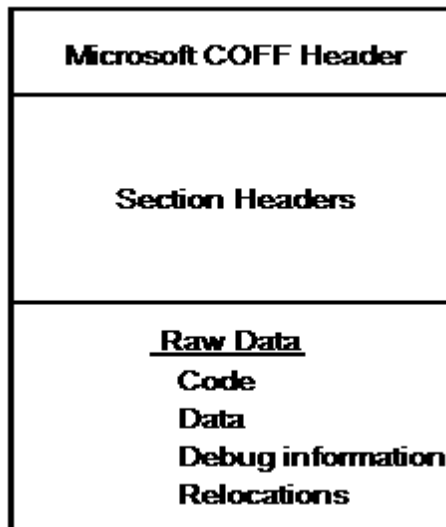 Microsoft COFF Header
Section Headers
Raw Data
Code
Data
Debug information
Relocations